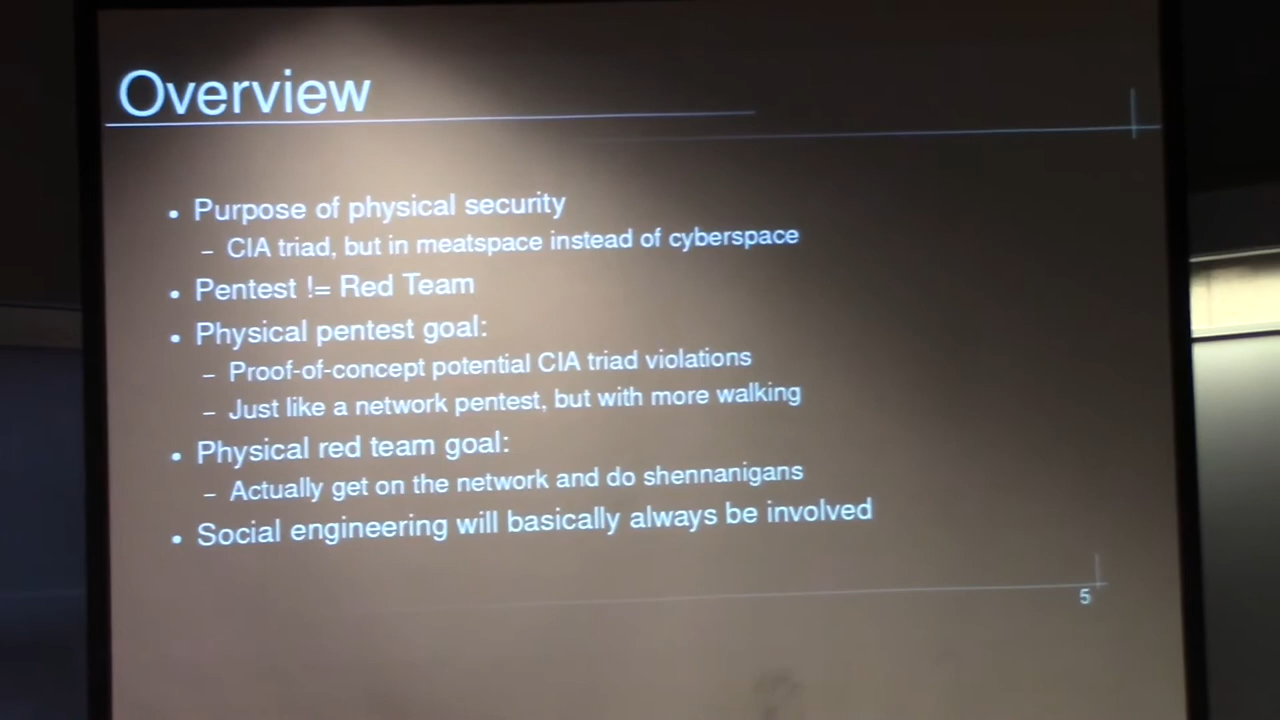 Overview
• Purpose of physical security
– CIA triad, but in meatspace instead of cyberspace
• Pentest != Red Team
• Physical pentest goal:
– Proof-of-concept potential CIA triad violations
– Just like a network pentest, but with more walking
• Physical red team goal:
– Actually get on the network and do shennanigans
• Social engineering will basically always be involved
5